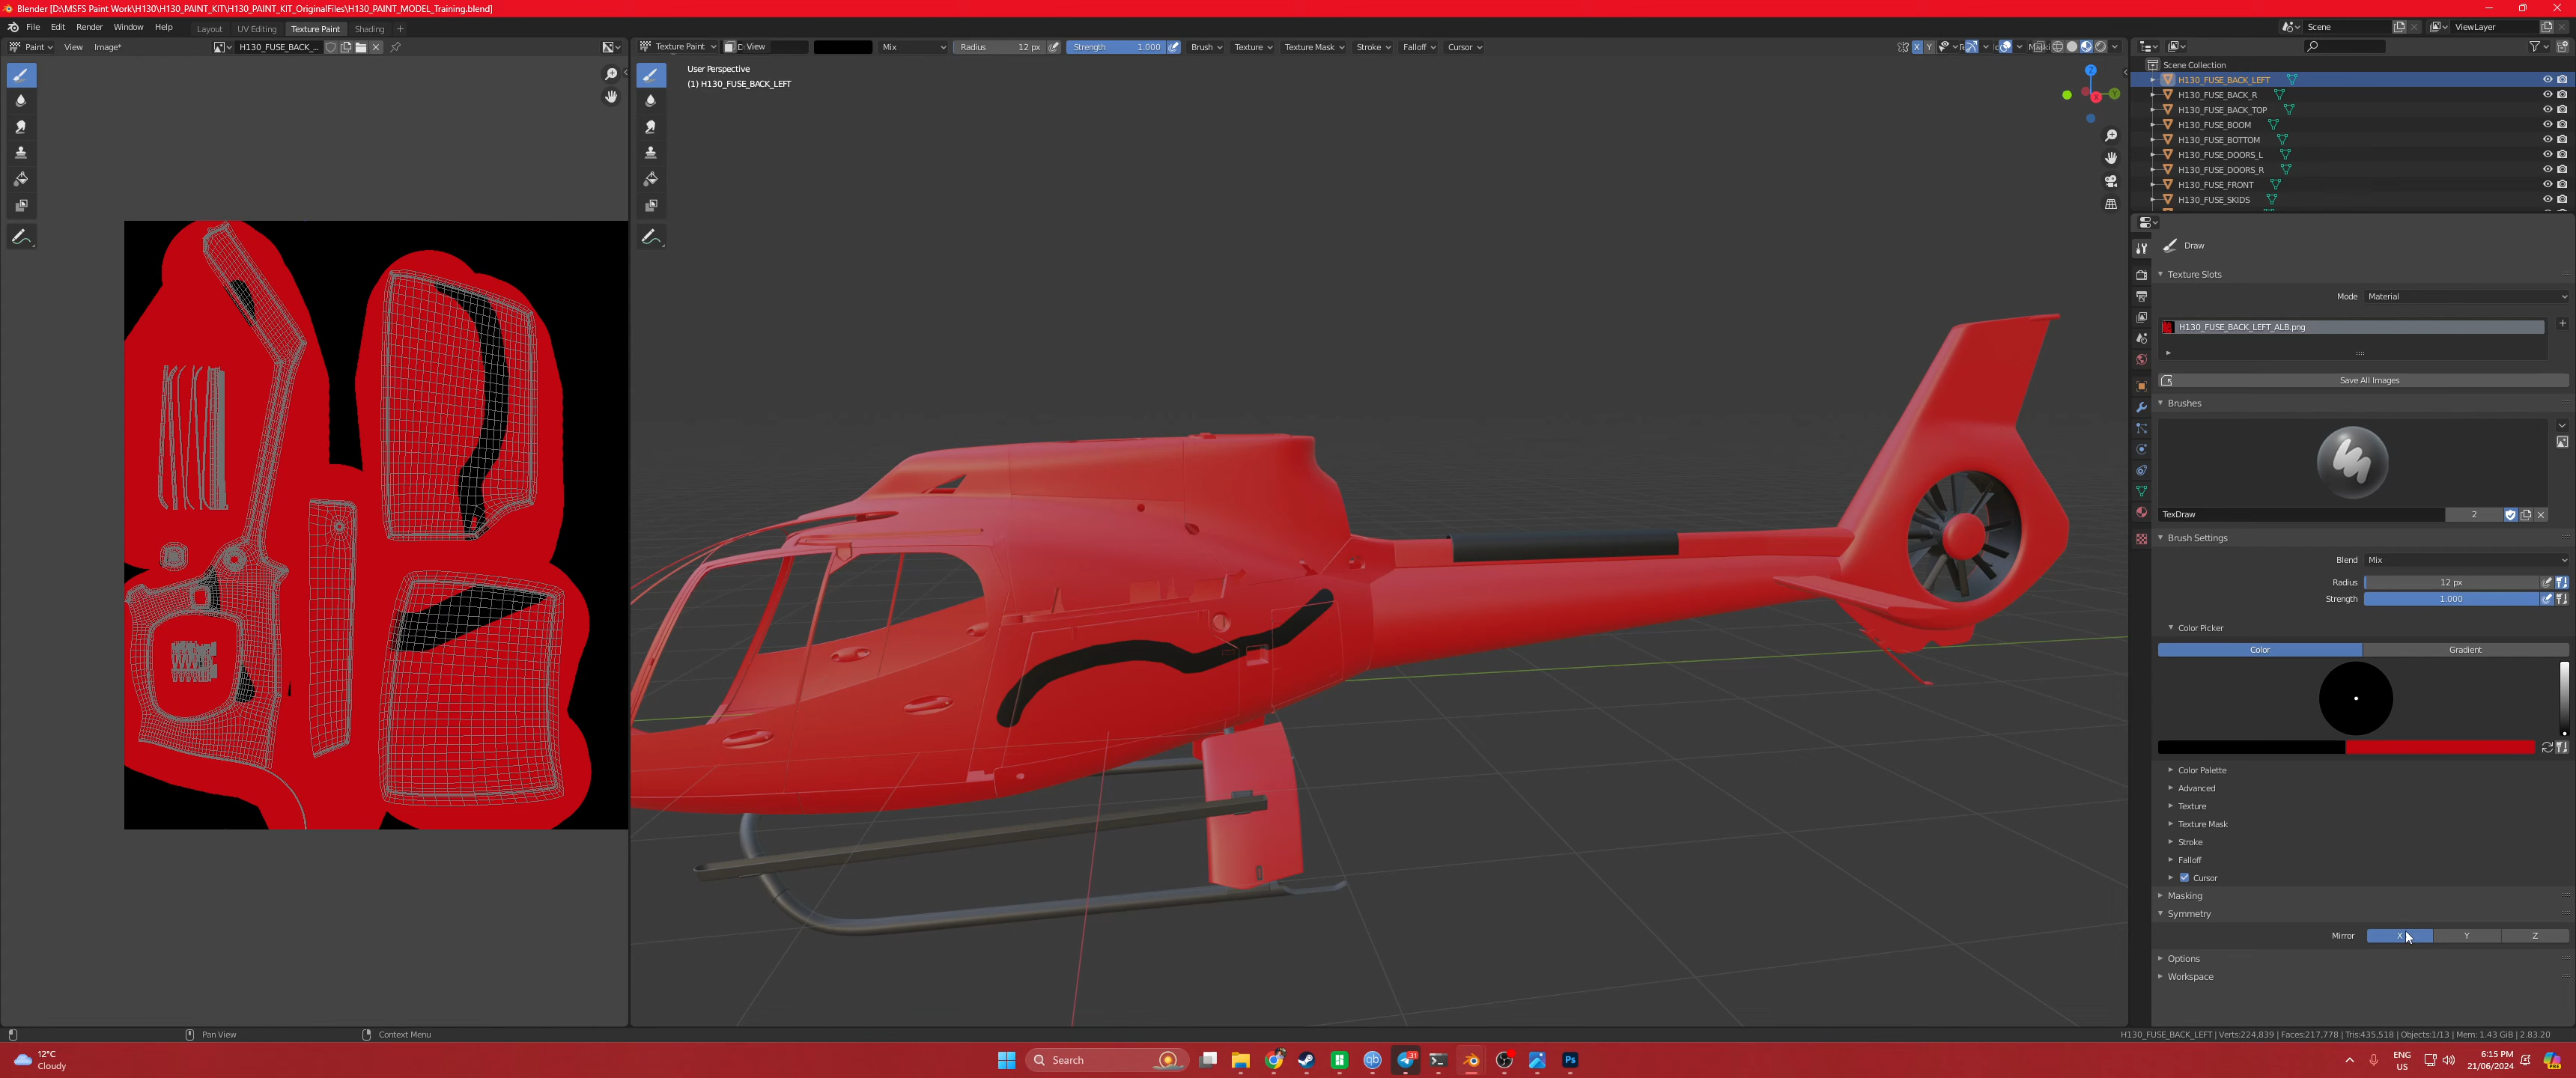 Blender [D:\MSFS Paint Work\H130\H130_PAINT_KIT\H130_PAINT_KIT_OriginalFiles\H130_PAINT_MODEL_Training.blend]
File Edit Render Window Help Layout UV Editing Texture Paint Shading + Scene ViewLayer
Paint View Image* H130_FUSE_BACK_... Texture Paint View Mix Radius 12 px Strength 1.000 Brush Texture Texture Mask Stroke Falloff Cursor X Y
User Perspective
(1) H130_FUSE_BACK_LEFT
Z
Y
X
Scene Collection
H130_FUSE_BACK_LEFT
H130_FUSE_BACK_R
H130_FUSE_BACK_TOP
H130_FUSE_BOOM
H130_FUSE_BOTTOM
H130_FUSE_DOORS_L
H130_FUSE_DOORS_R
H130_FUSE_FRONT
H130_FUSE_SKIDS
Draw
Texture Slots
Mode Material
H130_FUSE_BACK_LEFT_ALB.png
Save All Images
Brushes
TexDraw 2
Brush Settings
Blend Mix
Radius 12 px
Strength 1.000
Color Picker
Color Gradient
Color Palette
Advanced
Texture
Texture Mask
Stroke
Falloff
Cursor
Masking
Symmetry
Mirror X Y Z
Options
Workspace
Pan View Context Menu H130_FUSE_BACK_LEFT | Verts:224,839 | Faces:217,778 | Tris:435,518 | Objects:1/13 | Mem: 1.43 GiB | 2.83.20
12°C
Cloudy
Search
qb
31
Ps
ENG
US
6:15 PM
21/06/2024